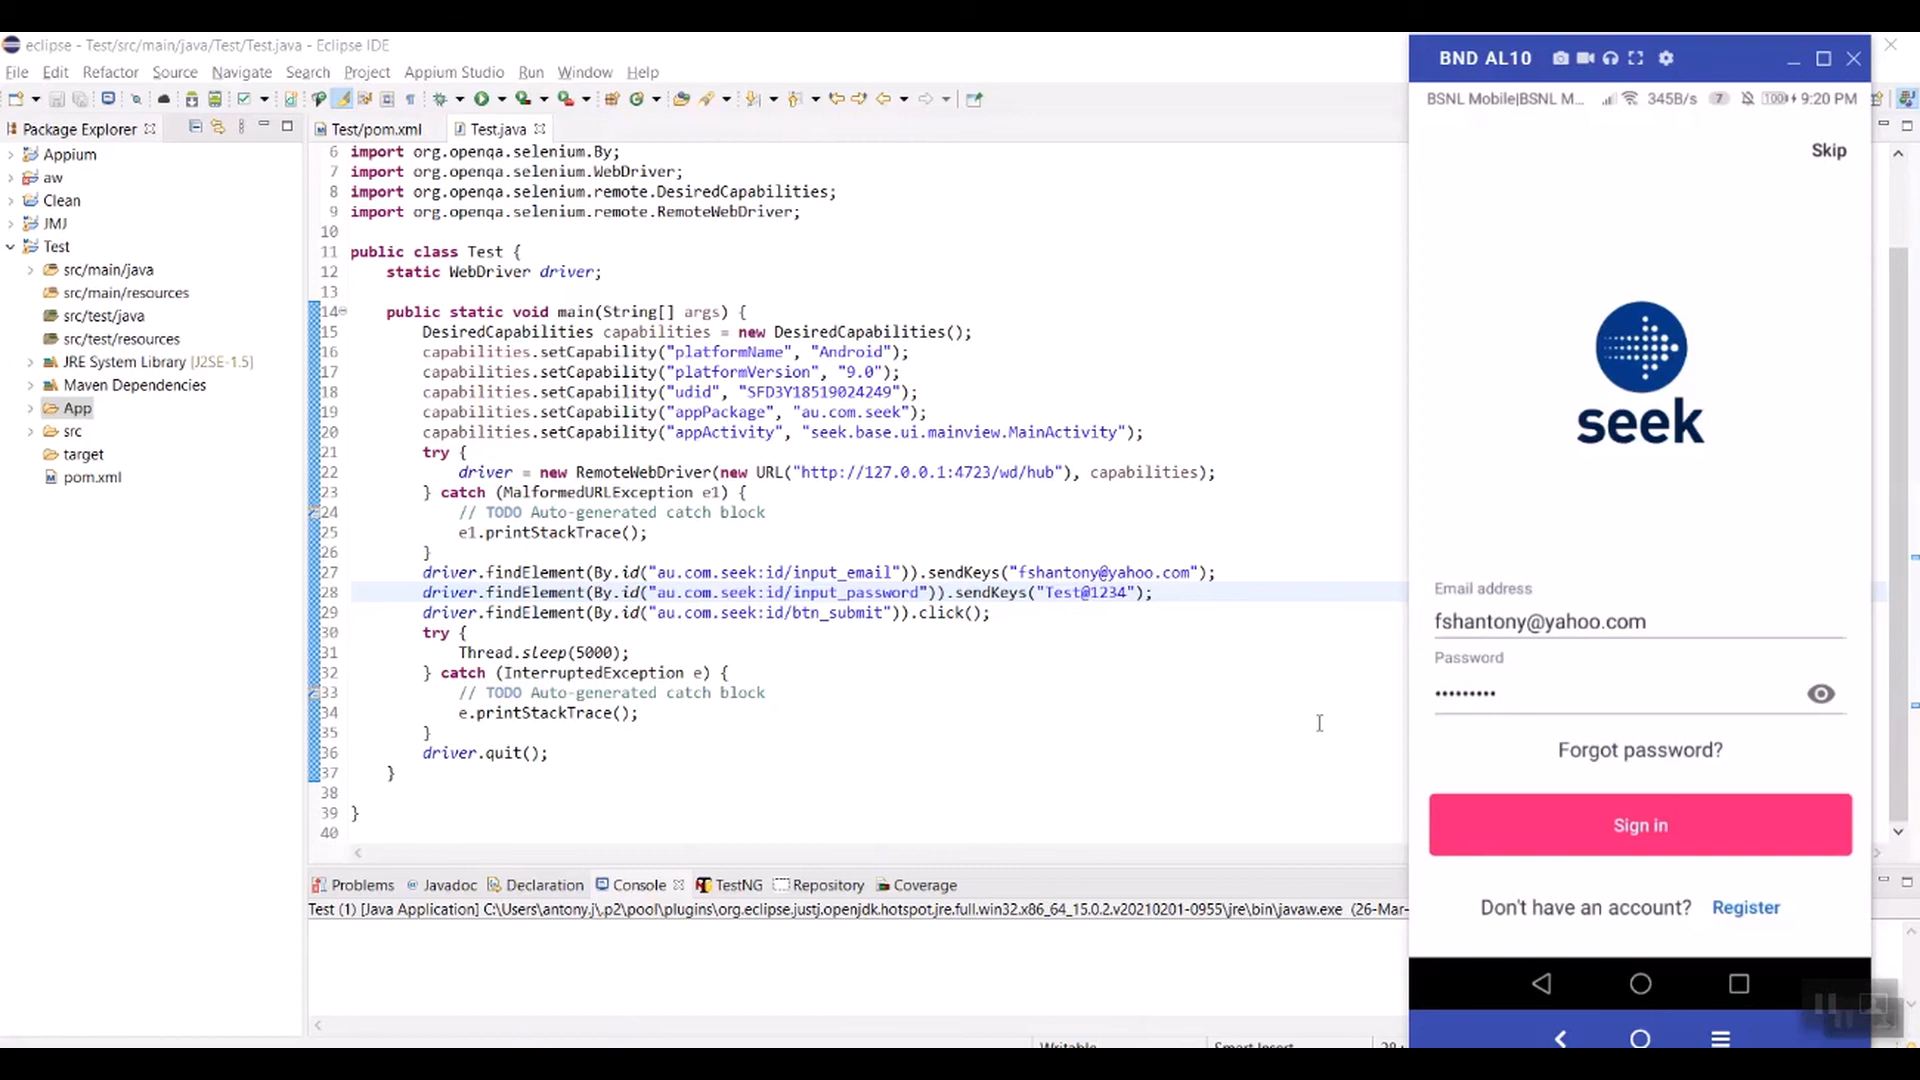 eclipse - Test/src/main/java/Test/Test.java - Eclipse IDE
File Edit Refactor Source Navigate Search Project Appium Studio Run Window Help
Package Explorer
Appium
aw
Clean
JMJ
Test
src/main/java
src/main/resources
src/test/java
src/test/resources
JRE System Library [J2SE-1.5]
Maven Dependencies
App
src
target
pom.xml
Test/pom.xml Test.java
6 import org.openqa.selenium.By;
7 import org.openqa.selenium.WebDriver;
8 import org.openqa.selenium.remote.DesiredCapabilities;
9 import org.openqa.selenium.remote.RemoteWebDriver;
10
11 public class Test {
12 static WebDriver driver;
13
14 public static void main(String[] args) {
15 DesiredCapabilities capabilities = new DesiredCapabilities();
16 capabilities.setCapability("platformName", "Android");
17 capabilities.setCapability("platformVersion", "9.0");
18 capabilities.setCapability("udid", "SFD3Y18519024249");
19 capabilities.setCapability("appPackage", "au.com.seek");
20 capabilities.setCapability("appActivity", "seek.base.ui.mainview.MainActivity");
21 try {
22 driver = new RemoteWebDriver(new URL("http://127.0.0.1:4723/wd/hub"), capabilities);
23 } catch (MalformedURLException e1) {
24 // TODO Auto-generated catch block
25 e1.printStackTrace();
26 }
27 driver.findElement(By.id("au.com.seek:id/input_email")).sendKeys("fshantony@yahoo.com");
28 driver.findElement(By.id("au.com.seek:id/input_password")).sendKeys("Test@1234");
29 driver.findElement(By.id("au.com.seek:id/btn_submit")).click();
30 try {
31 Thread.sleep(5000);
32 } catch (InterruptedException e) {
33 // TODO Auto-generated catch block
34 e.printStackTrace();
35 }
36 driver.quit();
37 }
38
39 }
40
Problems Javadoc Declaration Console TestNG Repository Coverage
Test (1) [Java Application] C:\Users\antony.j\.p2\pool\plugins\org.eclipse.justj.openjdk.hotspot.jre.full.win32.x86_64_15.0.2.v20210201-0955\jre\bin\javaw.exe (26-Mar-
Writable Smart Insert
BND AL10
BSNL Mobile|BSNL M... 345B/s 7 100 9:20 PM
Skip
seek
Email address
fshantony@yahoo.com
Password
•••••••••
Forgot password?
Sign in
Don't have an account? Register